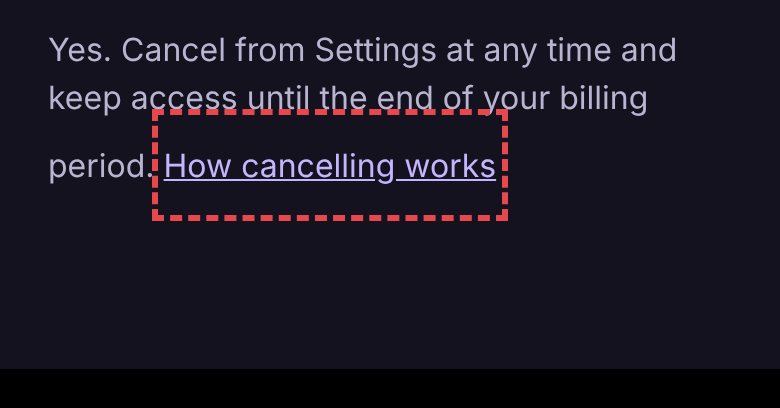 Yes. Cancel from Settings at any time and
keep access until the end of your billing
period. How cancelling works